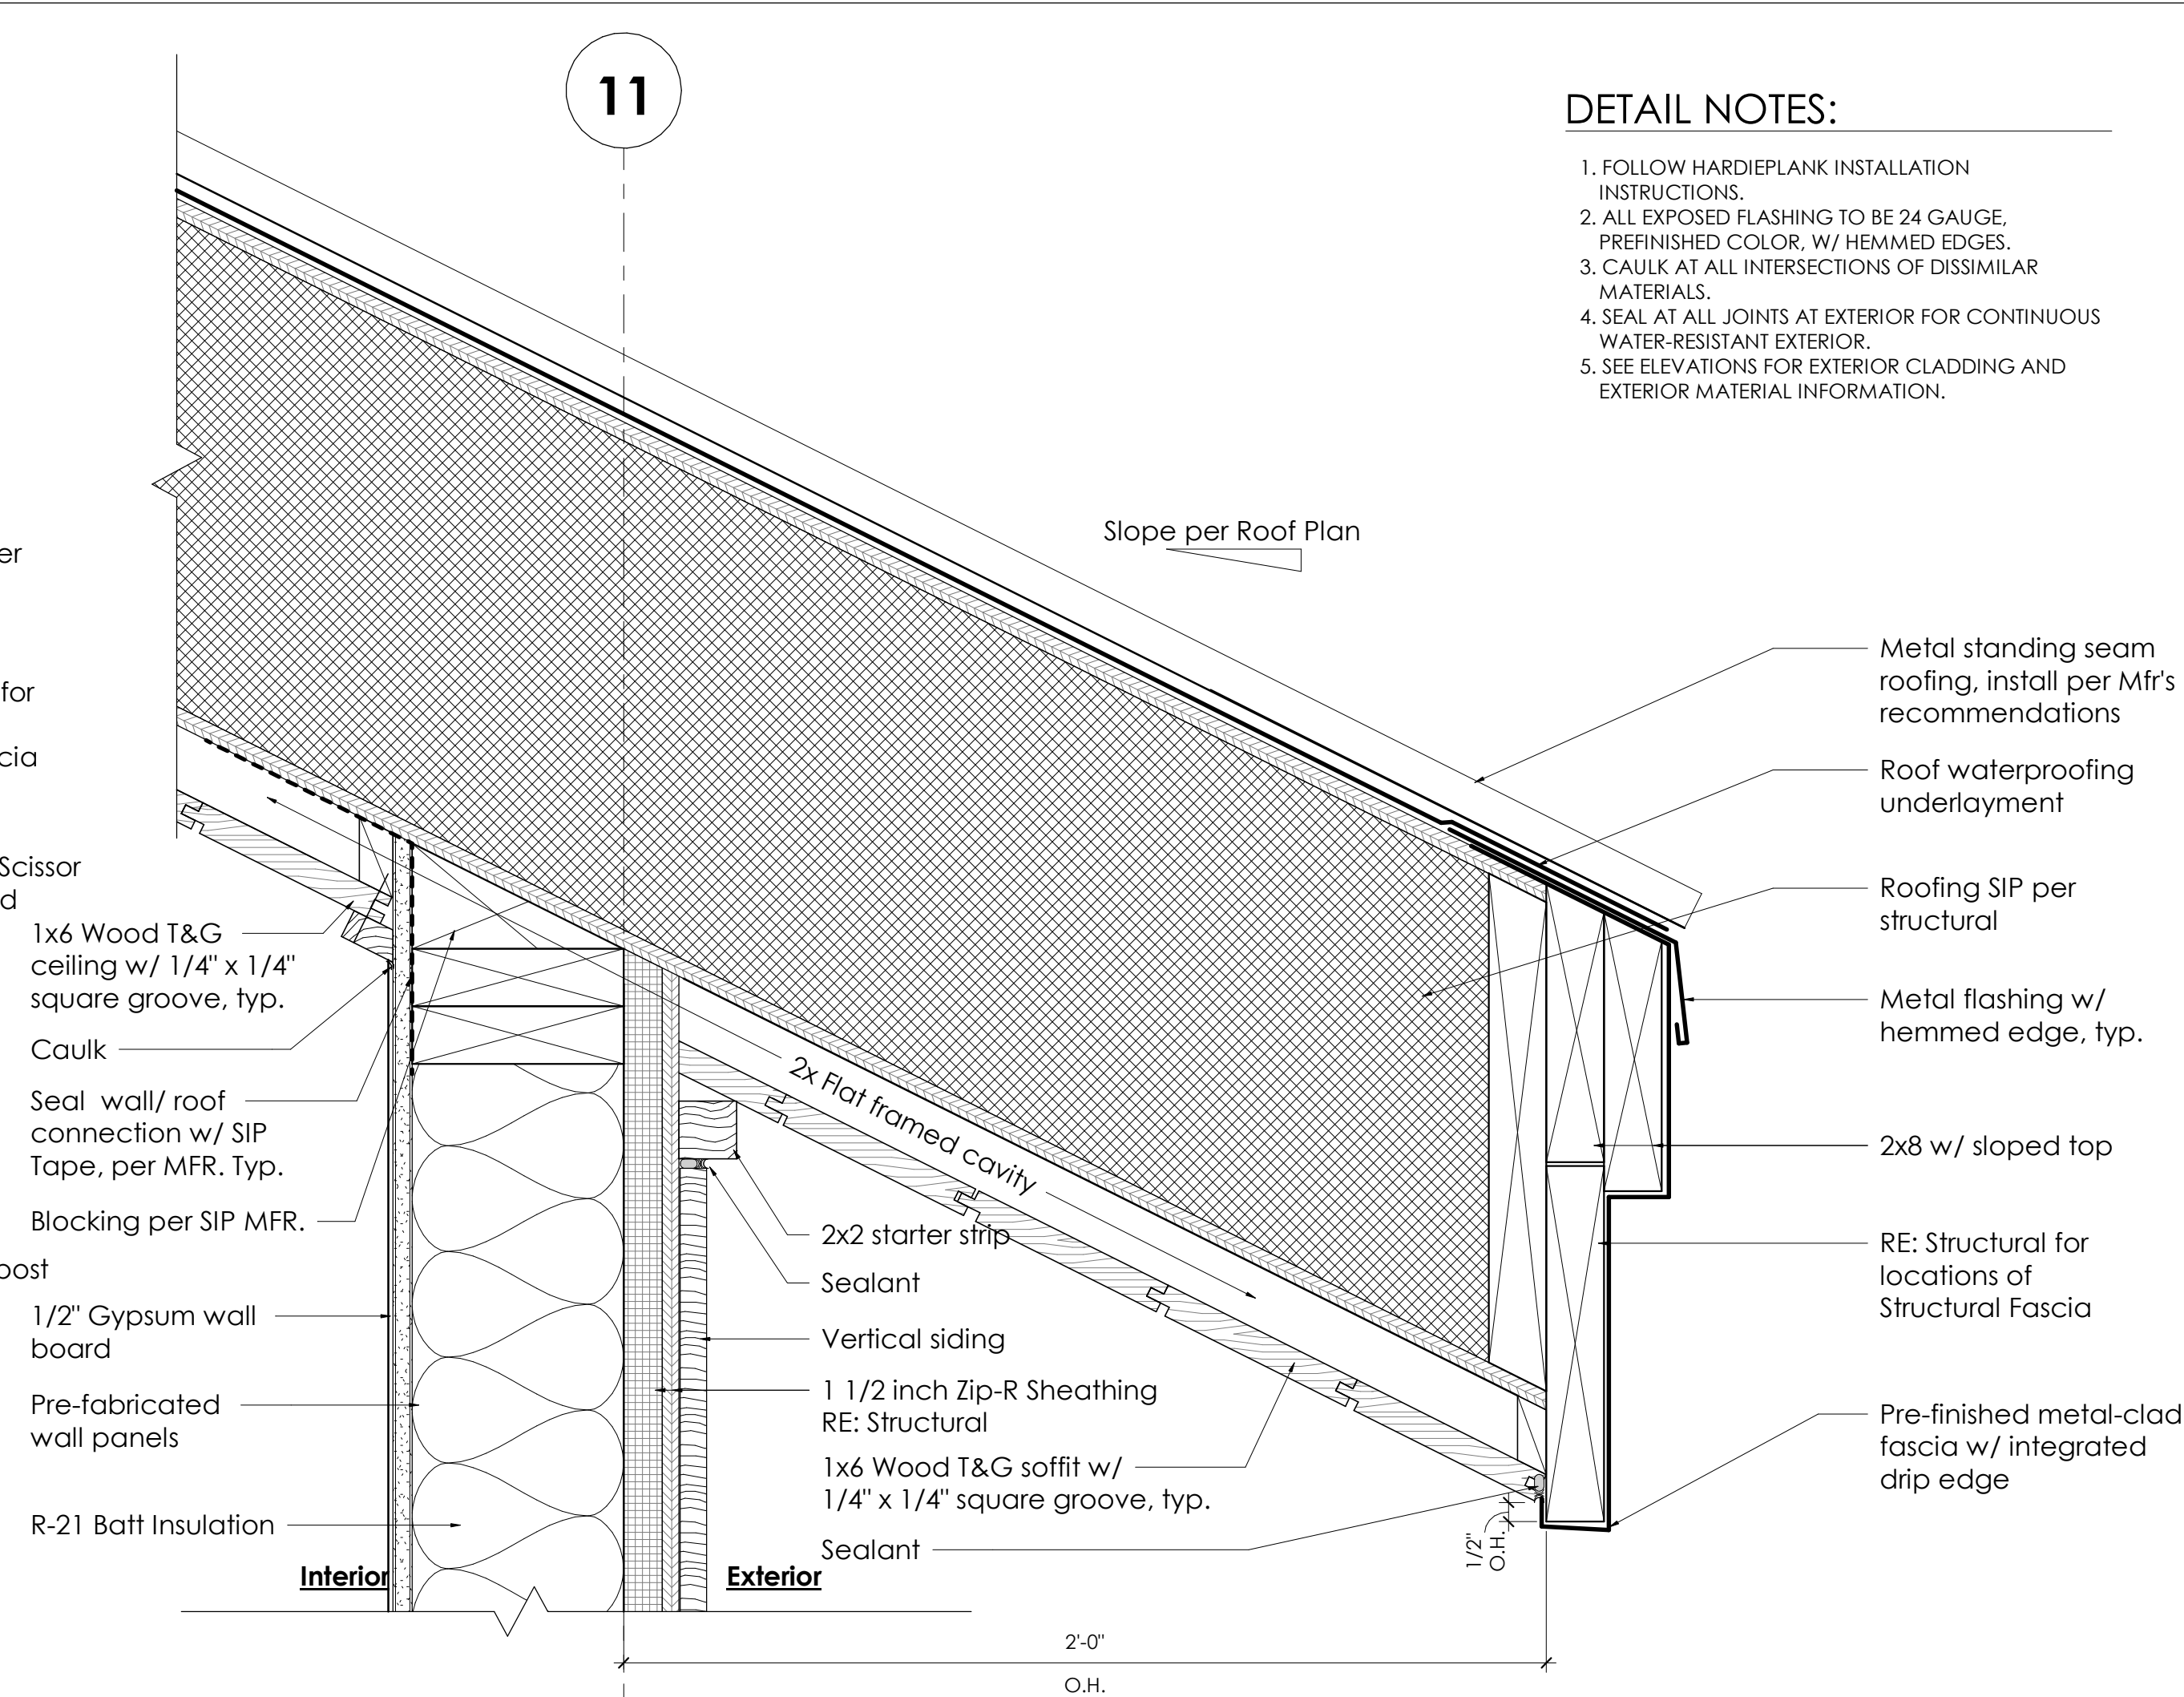 11
DETAIL NOTES:
1. FOLLOW HARDIEPLANK INSTALLATION
INSTRUCTIONS.
2. ALL EXPOSED FLASHING TO BE 24 GAUGE,
PREFINISHED COLOR, W/ HEMMED EDGES.
3. CAULK AT ALL INTERSECTIONS OF DISSIMILAR
MATERIALS.
4. SEAL AT ALL JOINTS AT EXTERIOR FOR CONTINUOUS
WATER-RESISTANT EXTERIOR.
5. SEE ELEVATIONS FOR EXTERIOR CLADDING AND
EXTERIOR MATERIAL INFORMATION.
Slope per Roof Plan
er
for
cia
Scissor
d
1x6 Wood T&G
ceiling w/ 1/4" x 1/4"
square groove, typ.
Caulk
Seal wall/ roof
connection w/ SIP
Tape, per MFR. Typ.
Blocking per SIP MFR.
post
1/2" Gypsum wall
board
Pre-fabricated
wall panels
R-21 Batt Insulation
Interior
Exterior
2x Flat framed cavity
2x2 starter strip
Sealant
Vertical siding
1 1/2 inch Zip-R Sheathing
RE: Structural
1x6 Wood T&G soffit w/
1/4" x 1/4" square groove, typ.
Sealant
1/2"
O.H.
2'-0"
O.H.
Metal standing seam
roofing, install per Mfr's
recommendations
Roof waterproofing
underlayment
Roofing SIP per
structural
Metal flashing w/
hemmed edge, typ.
2x8 w/ sloped top
RE: Structural for
locations of
Structural Fascia
Pre-finished metal-clad
fascia w/ integrated
drip edge